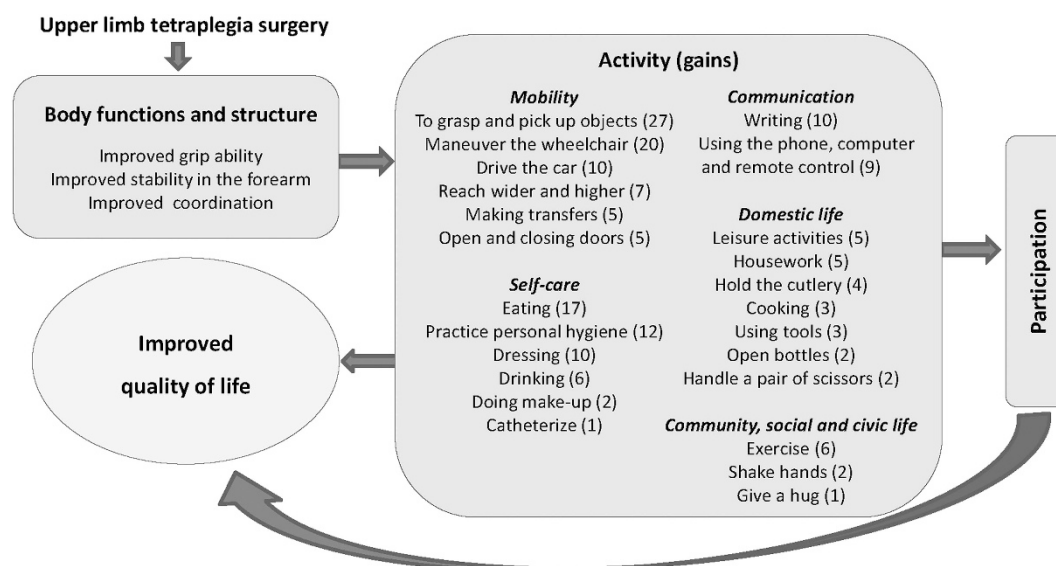 Upper limb tetraplegia surgery
Body functions and structure
Improved grip ability
Improved stability in the forearm
Improved coordination
Activity (gains)
Mobility
To grasp and pick up objects (27)
Maneuver the wheelchair (20)
Drive the car (10)
Reach wider and higher (7)
Making transfers (5)
Open and closing doors (5)
Self-care
Eating (17)
Practice personal hygiene (12)
Dressing (10)
Drinking (6)
Doing make-up (2)
Catheterize (1)
Communication
Writing (10)
Using the phone, computer
and remote control (9)
Domestic life
Leisure activities (5)
Housework (5)
Hold the cutlery (4)
Cooking (3)
Using tools (3)
Open bottles (2)
Handle a pair of scissors (2)
Community, social and civic life
Exercise (6)
Shake hands (2)
Give a hug (1)
Participation
Improved
quality of life